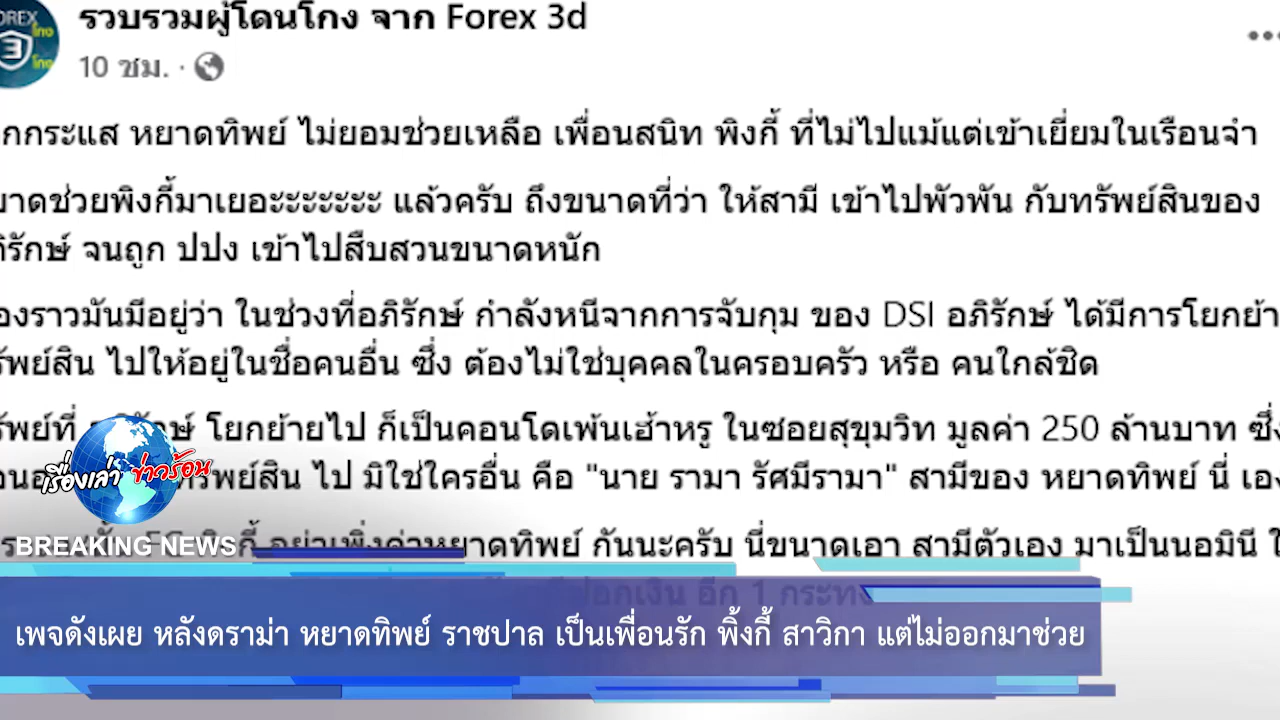 FOREX
รวบรวมผู้โดนโกง จาก Forex 3d
3
โกง
โกง
10 ชม.
กกระแส หยาดทิพย์ ไม่ยอมช่วยเหลือ เพื่อนสนิท พิงกี้ ที่ไม่ไปแม้แต่เข้าเยี่ยมในเรือนจำ
ยาดช่วยพิงกี้มาเยอะะะะะะะ แล้วครับ ถึงขนาดที่ว่า ให้สามี เข้าไปพัวพัน กับทรัพย์สินของ
ภิรักษ์ จนถูก ปปง เข้าไปสืบสวนขนาดหนัก
องราวมันมีอยู่ว่า ในช่วงที่อภิรักษ์ กำลังหนีจากการจับกุม ของ DSI อภิรักษ์ ได้มีการโยกย้า
รัพย์สิน ไปให้อยู่ในชื่อคนอื่น ซึ่ง ต้องไม่ใช่บุคคลในครอบครัว หรือ คนใกล้ชิด
รัพย์ที่ โยกย้ายไป ก็เป็นคอนโดเพ้นเฮ้าหรู ในซอยสุขุมวิท มูลค่า 250 ล้านบาท ซึ่
ทรัพย์สิน ไป มิใช่ใครอื่น คือ "นาย รามา รัศมีรามา" สามีของ หยาดทิพย์ นี่ เอง
เรื่องเล่า ข่าวร้อน
อย่าเพิ่งด่าหยาดทิพย์ กันนะครับ นี่ขนาดเอา สามีตัวเอง มาเป็นนอมินี ใ
BREAKING NEWS
ฟอกเงิน อีก 1 กระทง
เพจดังเผย หลังดราม่า หยาดทิพย์ ราชปาล เป็นเพื่อนรัก พิ้งกี้ สาวิกา แต่ไม่ออกมาช่วย